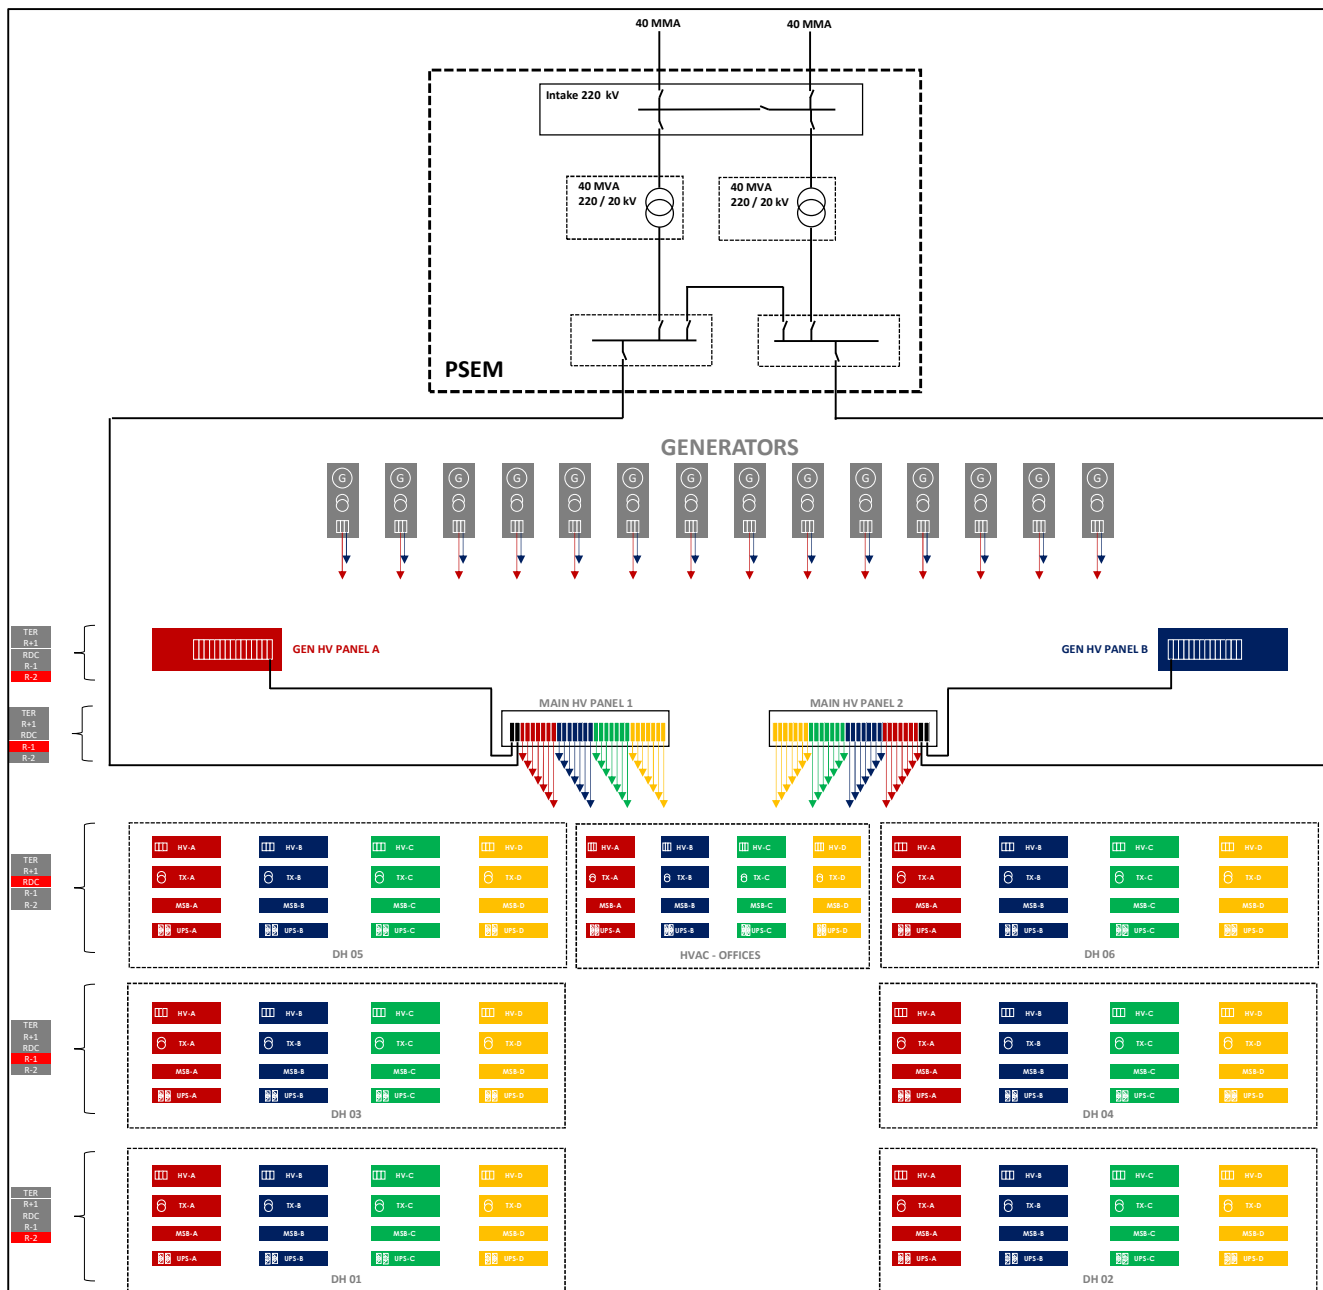 40 MMA
40 MMA
Intake 220 kV
40 MVA
220 / 20 kV
40 MVA
220 / 20 kV
PSEM
GENERATORS
G G G G G G G G G G G G G G
TER
R+1
RDC
R-1
R-2
GEN HV PANEL A
GEN HV PANEL B
TER
R+1
RDC
R-1
R-2
MAIN HV PANEL 1
MAIN HV PANEL 2
TER
R+1
RDC
R-1
R-2
HV-A HV-B HV-C HV-D
TX-A TX-B TX-C TX-D
MSB-A MSB-B MSB-C MSB-D
UPS-A UPS-B UPS-C UPS-D
DH 05
HV-A HV-B HV-C HV-D
TX-A TX-B TX-C TX-D
MSB-A MSB-B MSB-C MSB-D
UPS-A UPS-B UPS-C UPS-D
HVAC - OFFICES
HV-A HV-B HV-C HV-D
TX-A TX-B TX-C TX-D
MSB-A MSB-B MSB-C MSB-D
UPS-A UPS-B UPS-C UPS-D
DH 06
TER
R+1
RDC
R-1
R-2
HV-A HV-B HV-C HV-D
TX-A TX-B TX-C TX-D
MSB-A MSB-B MSB-C MSB-D
UPS-A UPS-B UPS-C UPS-D
DH 03
HV-A HV-B HV-C HV-D
TX-A TX-B TX-C TX-D
MSB-A MSB-B MSB-C MSB-D
UPS-A UPS-B UPS-C UPS-D
DH 04
TER
R+1
RDC
R-1
R-2
HV-A HV-B HV-C HV-D
TX-A TX-B TX-C TX-D
MSB-A MSB-B MSB-C MSB-D
UPS-A UPS-B UPS-C UPS-D
DH 01
HV-A HV-B HV-C HV-D
TX-A TX-B TX-C TX-D
MSB-A MSB-B MSB-C MSB-D
UPS-A UPS-B UPS-C UPS-D
DH 02